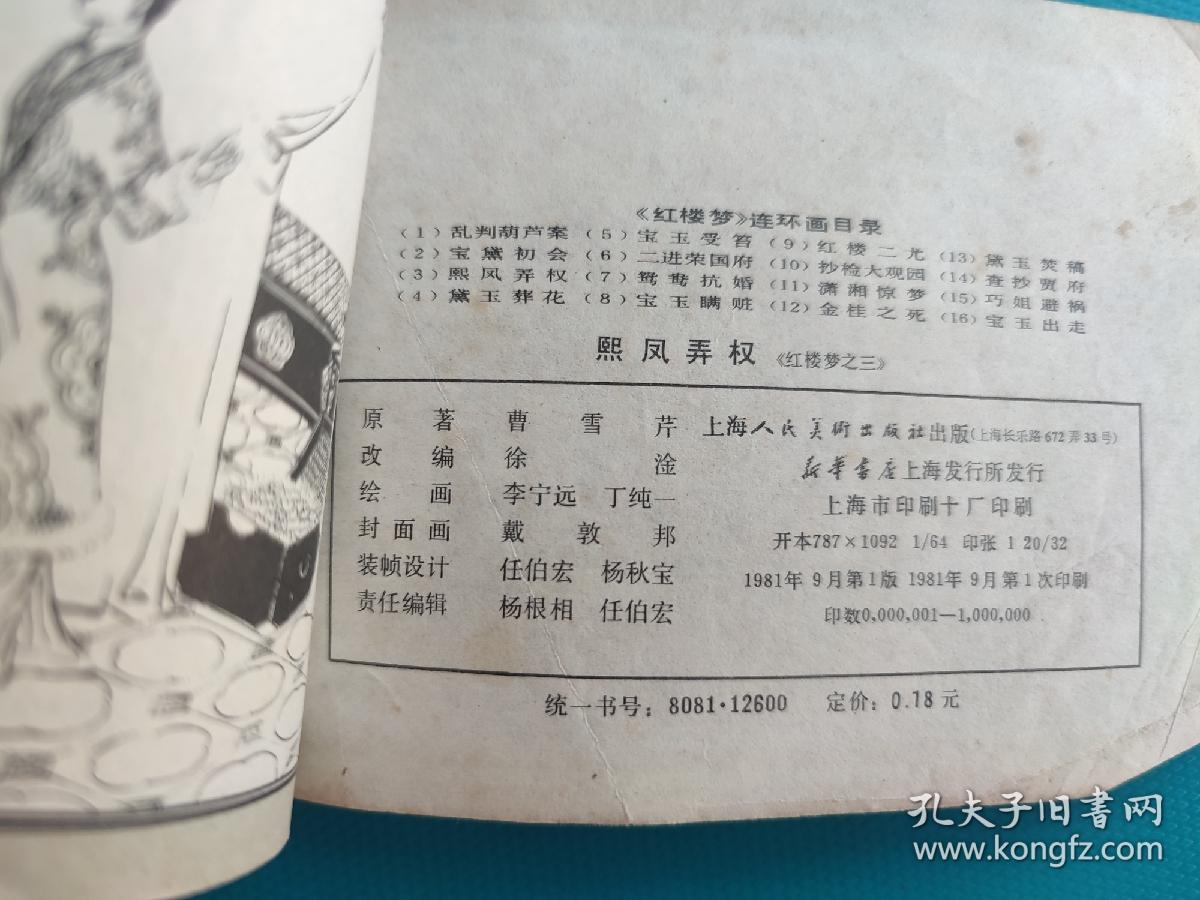 《红楼梦》连环画目录
(1) 乱判葫芦案 (5) 宝玉受笞 (9) 红楼二尤 (13) 黛玉焚稿
(2) 宝黛初会 (6) 二进荣国府 (10) 抄检大观园 (14) 查抄贾府
(3) 熙凤弄权 (7) 鸳鸯抗婚 (11) 潇湘惊梦 (15) 巧姐避祸
(4) 黛玉葬花 (8) 宝玉瞒赃 (12) 金桂之死 (16) 宝玉出走
熙凤弄权 《红楼梦之三》
原著 曹雪芹
改编 徐淦
绘画 李宁远 丁纯一
封面画 戴敦邦
装帧设计 任伯宏 杨秋宝
责任编辑 杨根相 任伯宏
上海人民美術出版社出版(上海长乐路672弄33号)
新华书店上海发行所发行
上海市印刷十厂印刷
开本787×1092 1/64 印张 1 20/32
1981年9月第1版 1981年9月第1次印刷
印数0,000,001—1,000,000
统一书号：8081·12600 定价：0.18元
孔夫子旧书网
www.kongfz.com